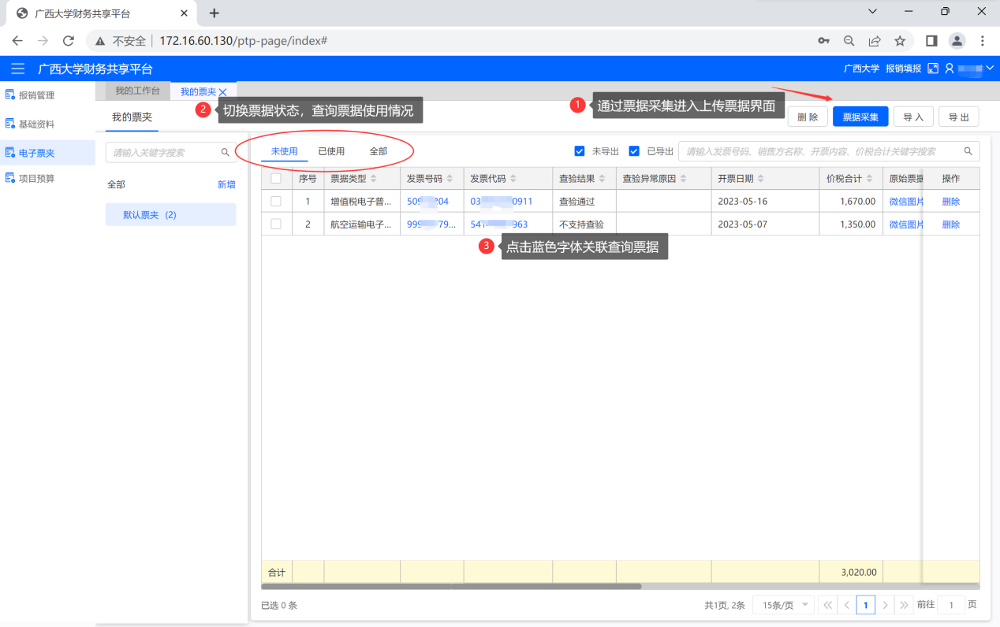 广西大学财务共享平台
不安全 172.16.60.130/ptp-page/index#
广西大学财务共享平台
广西大学 报销填报
报销管理
基础资料
电子票夹
项目预算
我的工作台 我的票夹
2 切换票据状态，查询票据使用情况
1 通过票据采集进入上传票据界面
我的票夹
删 除 票据采集 导 入 导 出
请输入关键字搜索
全部 新增
默认票夹 (2)
未使用 已使用 全部
未导出 已导出 请输入发票号码、销售方名称、开票内容、价税合计关键字搜索
序号 票据类型 发票号码 发票代码 查验结果 查验异常原因 开票日期 价税合计 原始票据 操作
1 增值税电子普... 509 204 03 0911 查验通过 2023-05-16 1,670.00 微信图片 删除
2 航空运输电子... 999 79... 541 963 不支持查验 2023-05-07 1,350.00 微信图片 删除
3 点击蓝色字体关联查询票据
合计 3,020.00
已选 0 条
共1页, 2条 15条/页 1 前往 1 页